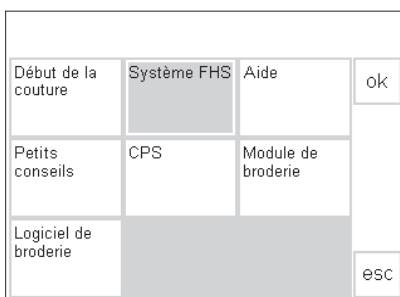 Début de la
couture
Système FHS
Aide
ok
Petits
conseils
CPS
Module de
broderie
Logiciel de
broderie
esc